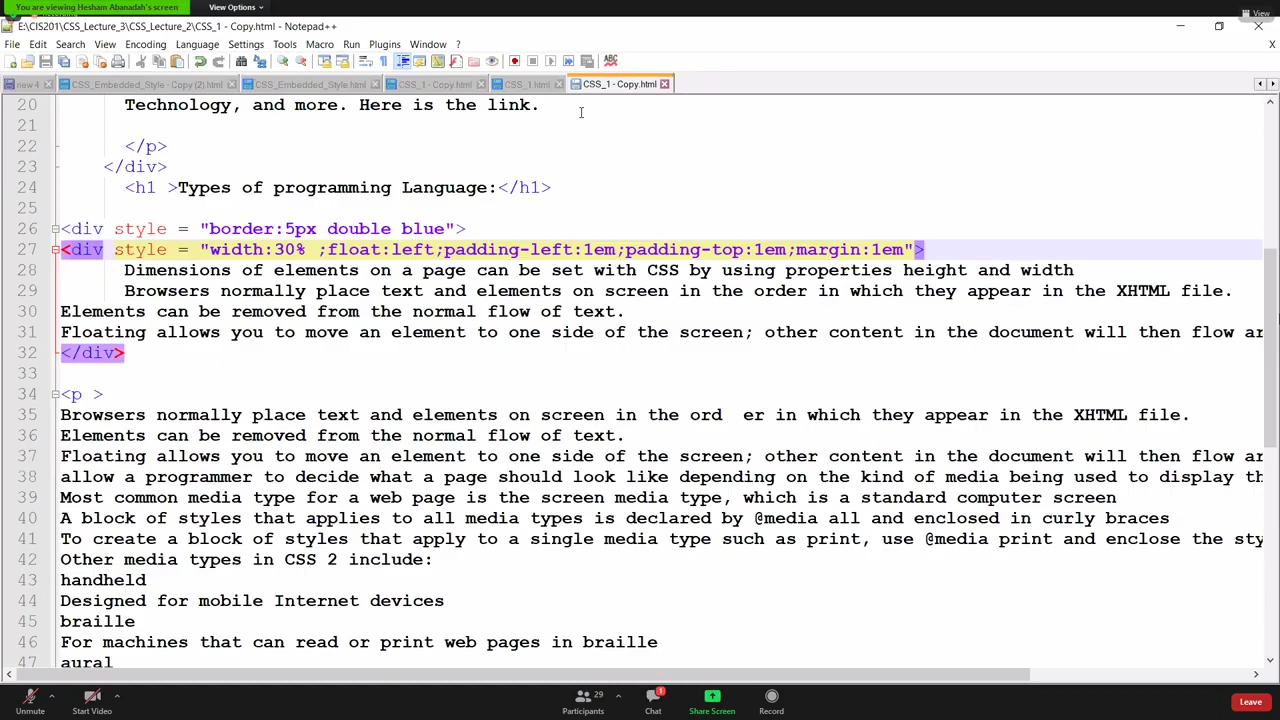 You are viewing Hesham Abanadah's screen
View Options
View
E:\CIS201\CSS_Lecture_3\CSS_Lecture_2\CSS_1 - Copy.html - Notepad++
File Edit Search View Encoding Language Settings Tools Macro Run Plugins Window ?
X
ABC
new 4
CSS_Embedded_Style - Copy (2).html
CSS_Embedded_Style.html
CSS_1 - Copy.html
CSS_1.html
CSS_1 - Copy.html
20 Technology, and more. Here is the link.
21
22 </p>
23 </div>
24 <h1 >Types of programming Language:</h1>
25
26 <div style = "border:5px double blue">
27 <div style = "width:30% ;float:left;padding-left:1em;padding-top:1em;margin:1em">
28 Dimensions of elements on a page can be set with CSS by using properties height and width
29 Browsers normally place text and elements on screen in the order in which they appear in the XHTML file.
30 Elements can be removed from the normal flow of text.
31 Floating allows you to move an element to one side of the screen; other content in the document will then flow ar
32 </div>
33
34 <p >
35 Browsers normally place text and elements on screen in the ord er in which they appear in the XHTML file.
36 Elements can be removed from the normal flow of text.
37 Floating allows you to move an element to one side of the screen; other content in the document will then flow ar
38 allow a programmer to decide what a page should look like depending on the kind of media being used to display th
39 Most common media type for a web page is the screen media type, which is a standard computer screen
40 A block of styles that applies to all media types is declared by @media all and enclosed in curly braces
41 To create a block of styles that apply to a single media type such as print, use @media print and enclose the sty
42 Other media types in CSS 2 include:
43 handheld
44 Designed for mobile Internet devices
45 braille
46 For machines that can read or print web pages in braille
47 aural
Unmute
Start Video
29
Participants
1
Chat
Share Screen
Record
Leave